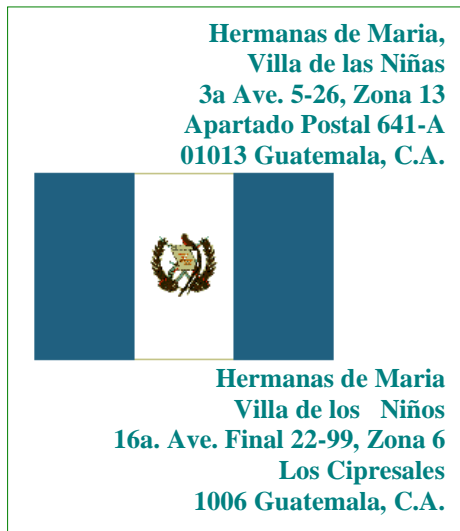 Hermanas de Maria,
Villa de las Niñas
3a Ave. 5-26, Zona 13
Apartado Postal 641-A
01013 Guatemala, C.A.
Hermanas de Maria
Villa de los Niños
16a. Ave. Final 22-99, Zona 6
Los Cipresales
1006 Guatemala, C.A.